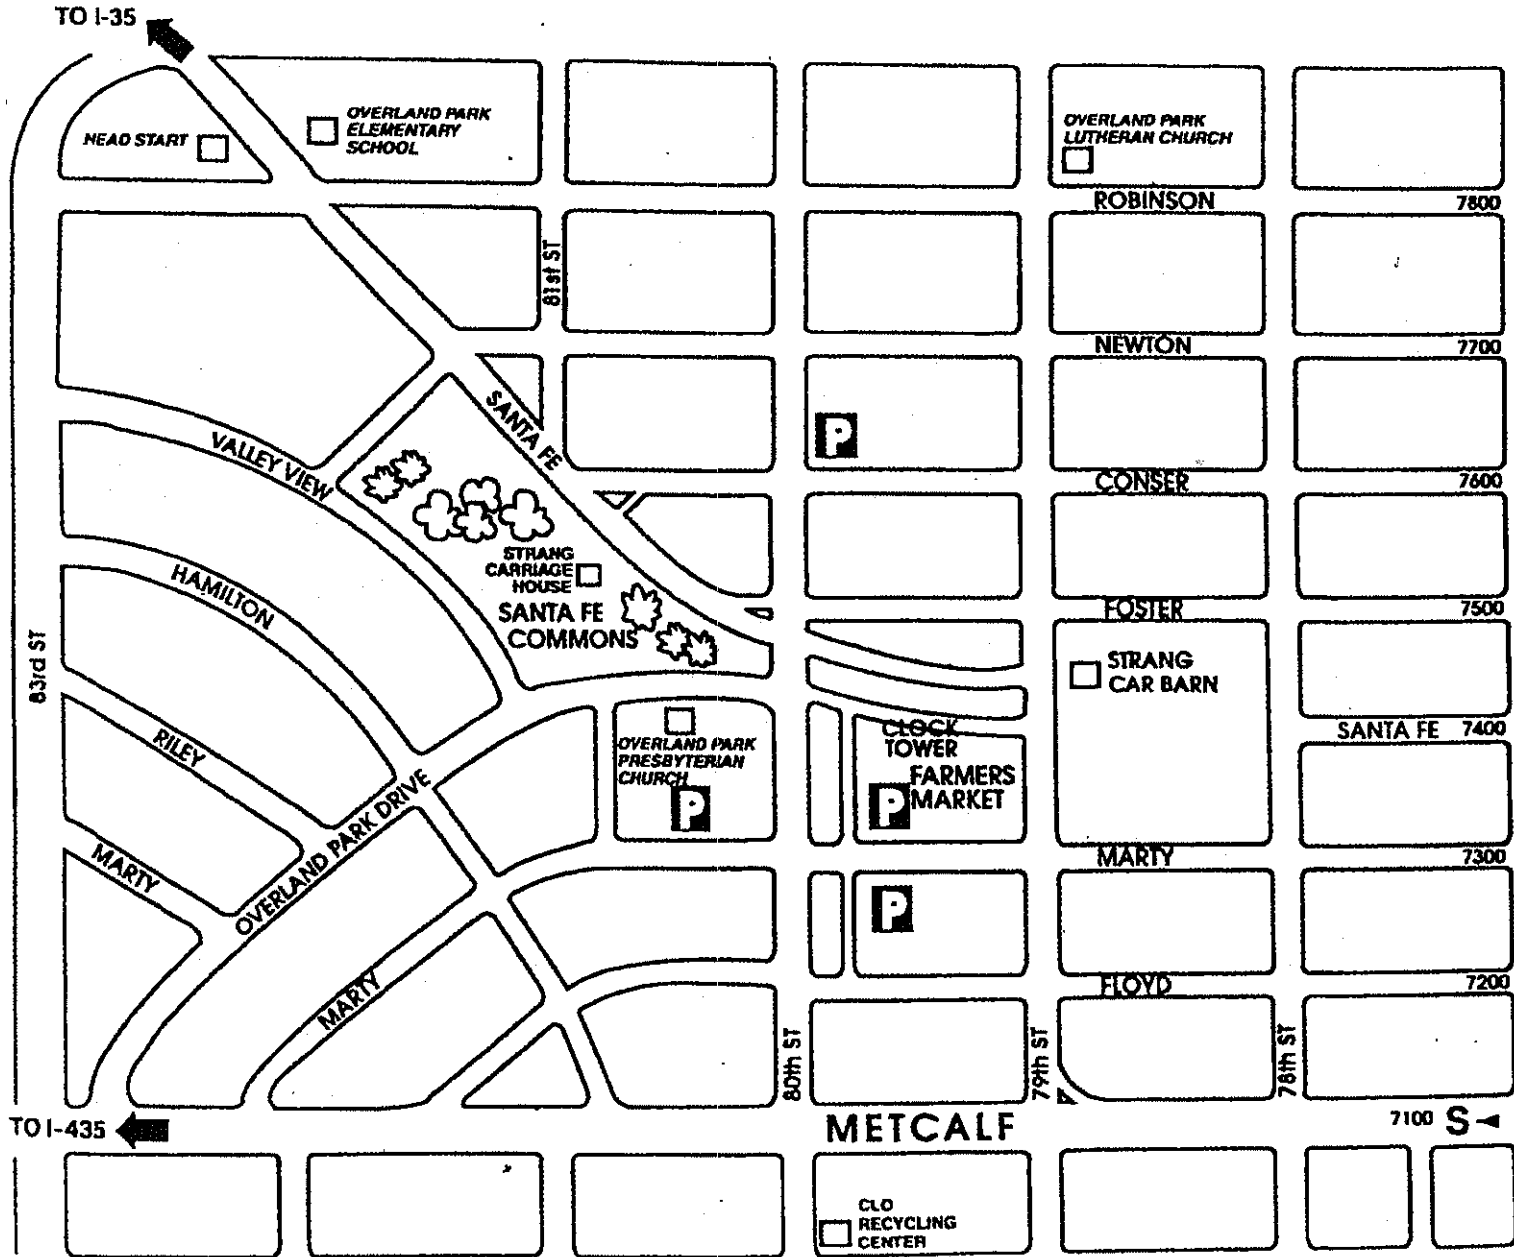 TO I-35
HEAD START
OVERLAND PARK
ELEMENTARY
SCHOOL
OVERLAND PARK
LUTHERAN CHURCH
ROBINSON
7800
81st ST
NEWTON
7700
SANTA FE
P
VALLEY VIEW
CONSER
7600
STRANG
CARRIAGE
HOUSE
SANTA FE
COMMONS
HAMILTON
FOSTER
7500
83rd ST
STRANG
CAR BARN
SANTA FE 7400
CLOCK
TOWER
FARMERS
MARKET
P
OVERLAND PARK
PRESBYTERIAN
CHURCH
P
RILEY
OVERLAND PARK DRIVE
MARTY
MARTY
7300
P
MARTY
FLOYD
7200
80th ST
79th ST
78th ST
TO I-435
METCALF
7100 S
CLO
RECYCLING
CENTER